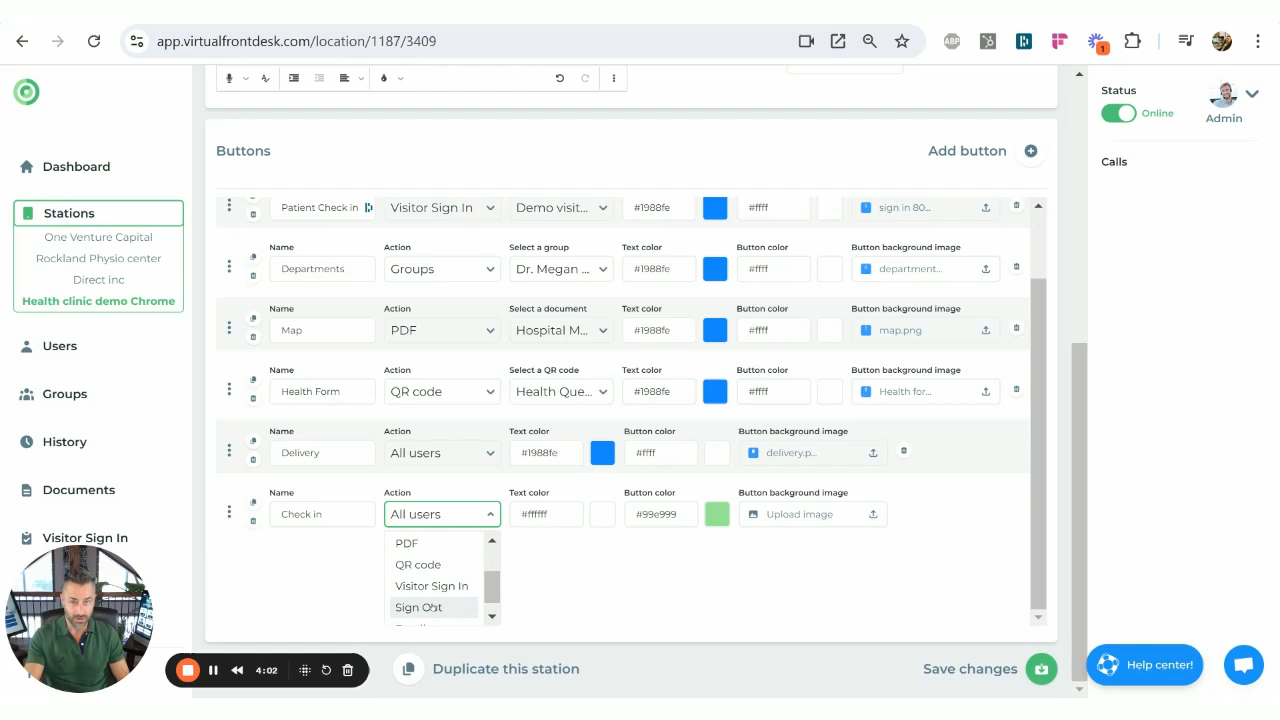 app.virtualfrontdesk.com/location/1187/3409
ABP
1
Status
Online
Admin
Calls
Dashboard
Stations
One Venture Capital
Rockland Physio center
Direct inc
Health clinic demo Chrome
Users
Groups
History
Documents
Visitor Sign In
Buttons
Add button
Patient Check in
Visitor Sign In
Demo visit...
#1988fe
#ffff
sign in 80...
Name
Action
Select a group
Text color
Button color
Button background image
Departments
Groups
Dr. Megan ...
#1988fe
#ffff
department...
Name
Action
Select a document
Text color
Button color
Button background image
Map
PDF
Hospital M...
#1988fe
#ffff
map.png
Name
Action
Select a QR code
Text color
Button color
Button background image
Health Form
QR code
Health Que...
#1988fe
#ffff
Health for...
Name
Action
Text color
Button color
Button background image
Delivery
All users
#1988fe
#ffff
delivery.p...
Name
Action
Text color
Button color
Button background image
Check in
All users
#ffffff
#99e999
Upload image
PDF
QR code
Visitor Sign In
Sign Out
4:02
Duplicate this station
Save changes
Help center!